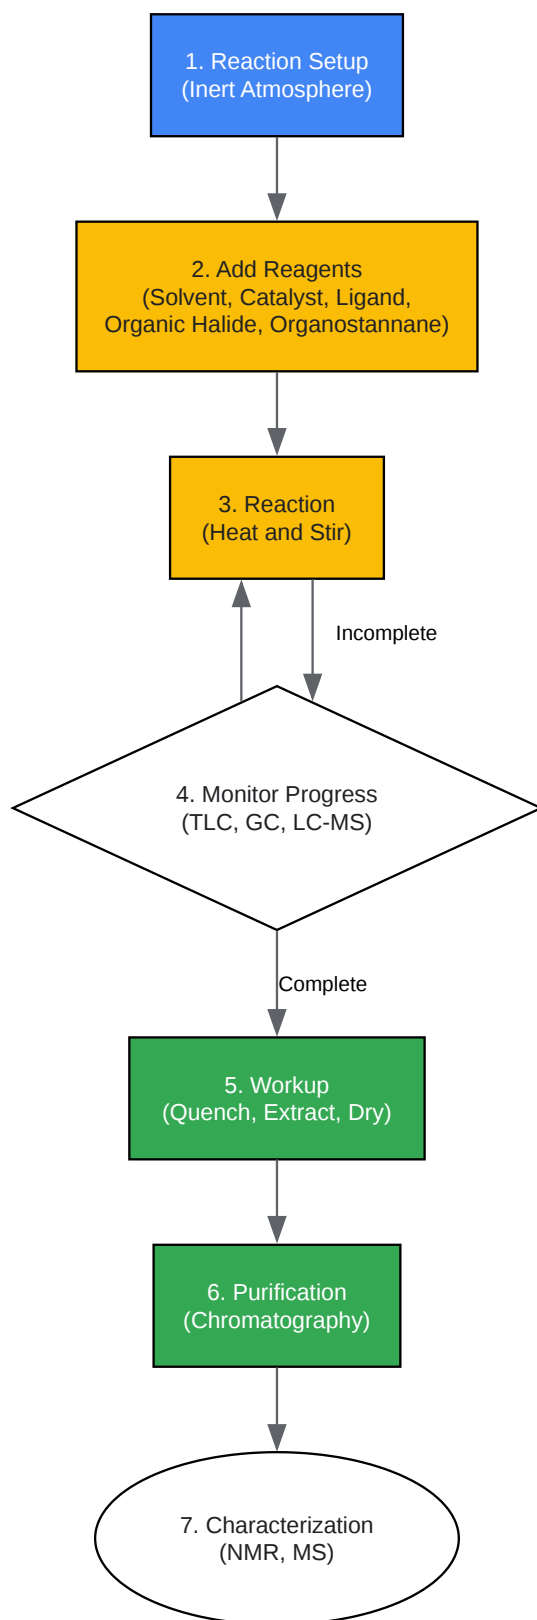 1. Reaction Setup
(Inert Atmosphere)
2. Add Reagents
(Solvent, Catalyst, Ligand,
Organic Halide, Organostannane)
3. Reaction
(Heat and Stir)
Incomplete
4. Monitor Progress
(TLC, GC, LC-MS)
Complete
5. Workup
(Quench, Extract, Dry)
6. Purification
(Chromatography)
7. Characterization
(NMR, MS)